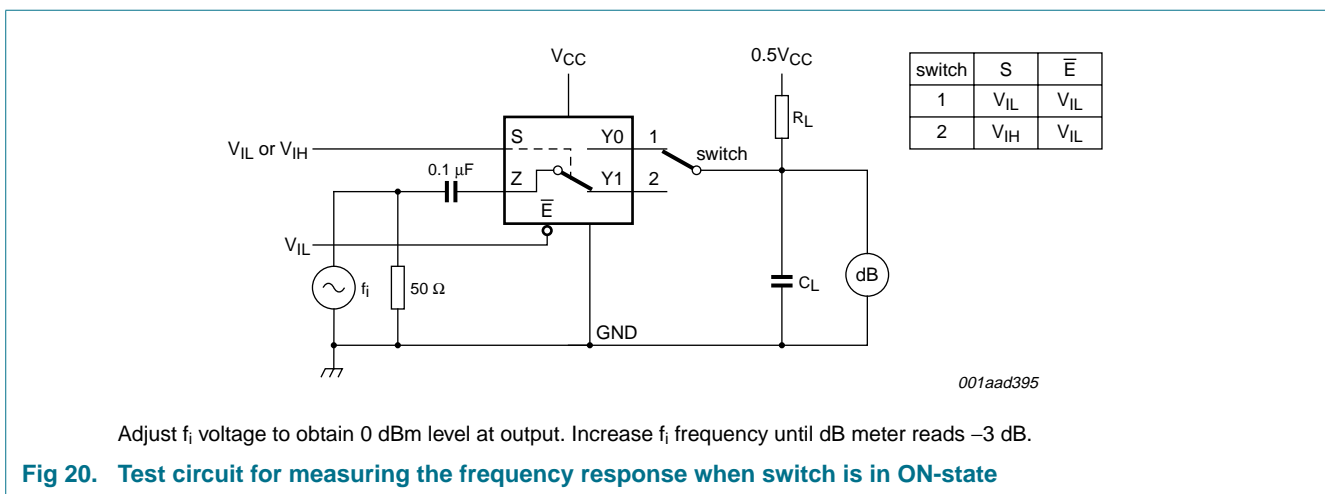 VCC
0.5VCC
switch S E̅
1 VIL VIL
2 VIH VIL
RL
S Y0 1
switch
VIL or VIH
0.1 μF
Z Y1 2
E̅
VIL
fi
50 Ω
CL
dB
GND
001aad395
Adjust fi voltage to obtain 0 dBm level at output. Increase fi frequency until dB meter reads −3 dB.
Fig 20. Test circuit for measuring the frequency response when switch is in ON-state